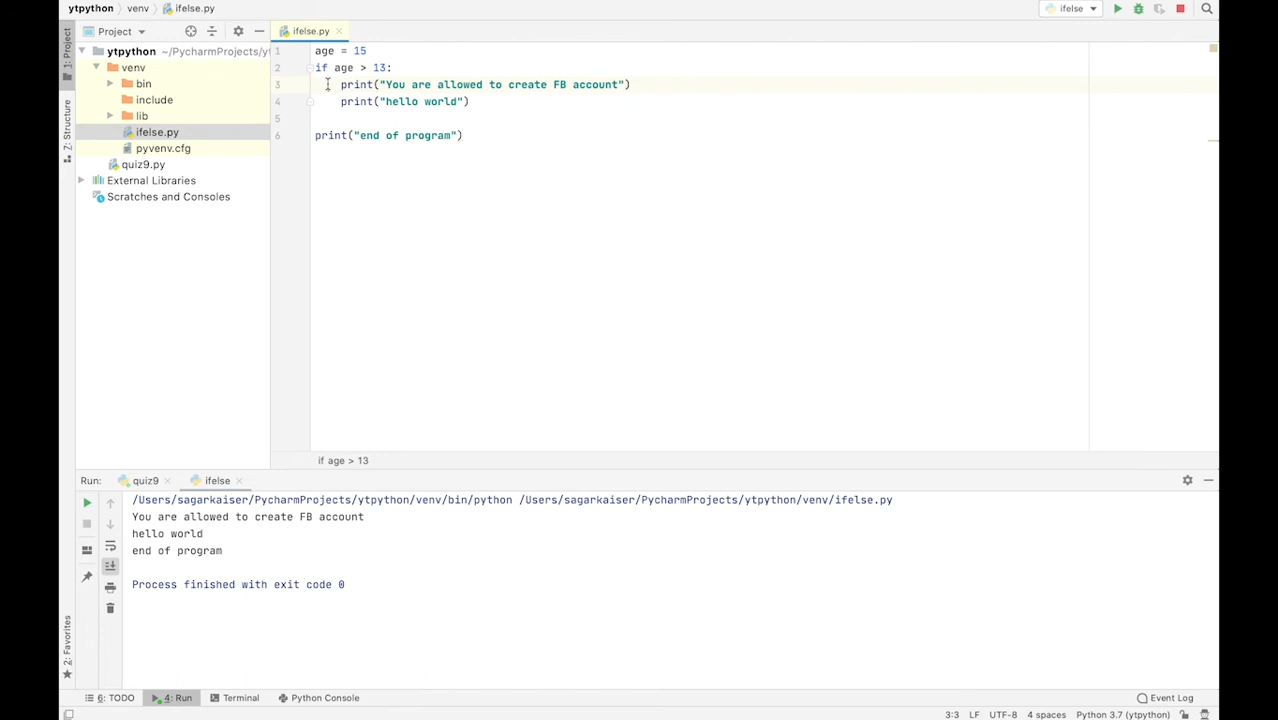 ytpython venv ifelse.py ifelse
1: Project Project ifelse.py
ytpython ~/PycharmProjects/yt
venv
bin
include
lib
ifelse.py
pyvenv.cfg
quiz9.py
External Libraries
Scratches and Consoles
Z: Structure
1 age = 15
2 if age > 13:
3 print("You are allowed to create FB account")
4 print("hello world")
5
6 print("end of program")
if age > 13
Run: quiz9 ifelse
/Users/sagarkaiser/PycharmProjects/ytpython/venv/bin/python /Users/sagarkaiser/PycharmProjects/ytpython/venv/ifelse.py
You are allowed to create FB account
hello world
end of program
Process finished with exit code 0
2: Favorites
6: TODO 4: Run Terminal Python Console Event Log
3:3 LF UTF-8 4 spaces Python 3.7 (ytpython)